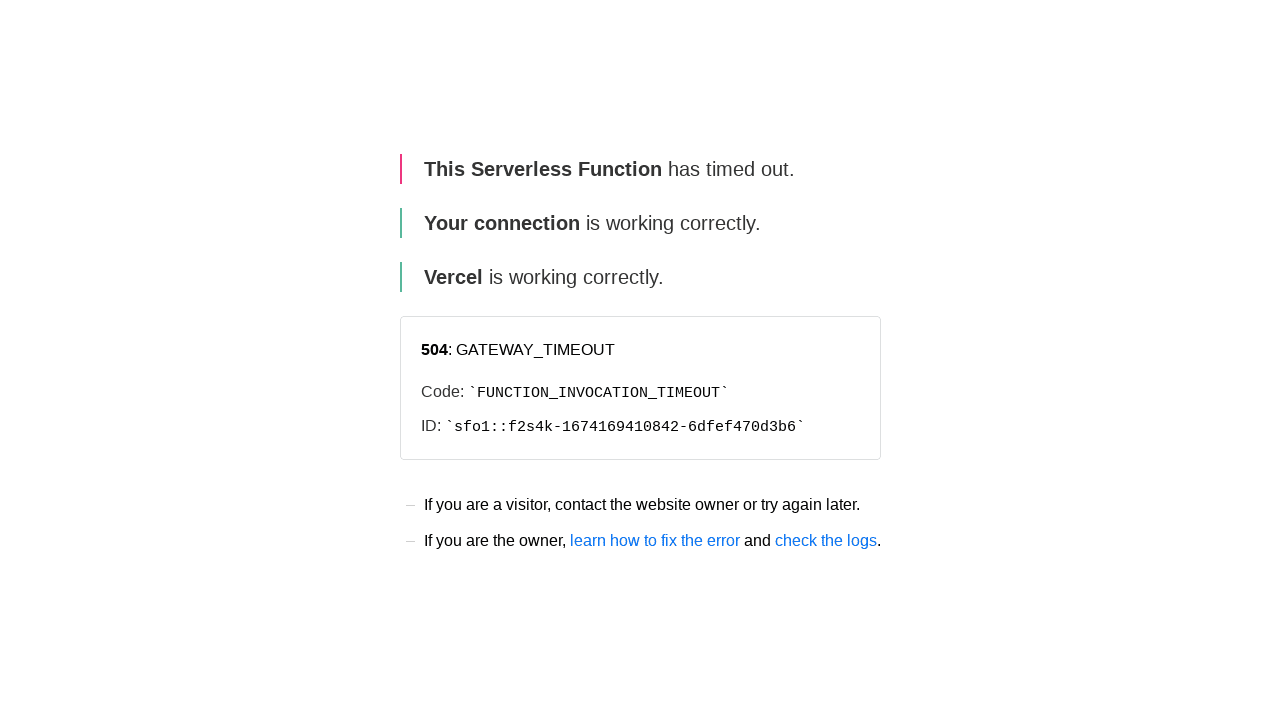 This Serverless Function has timed out.
Your connection is working correctly.
Vercel is working correctly.
504: GATEWAY_TIMEOUT
Code: `FUNCTION_INVOCATION_TIMEOUT`
ID: `sfo1::f2s4k-1674169410842-6dfef470d3b6`
– If you are a visitor, contact the website owner or try again later.
– If you are the owner, learn how to fix the error and check the logs.